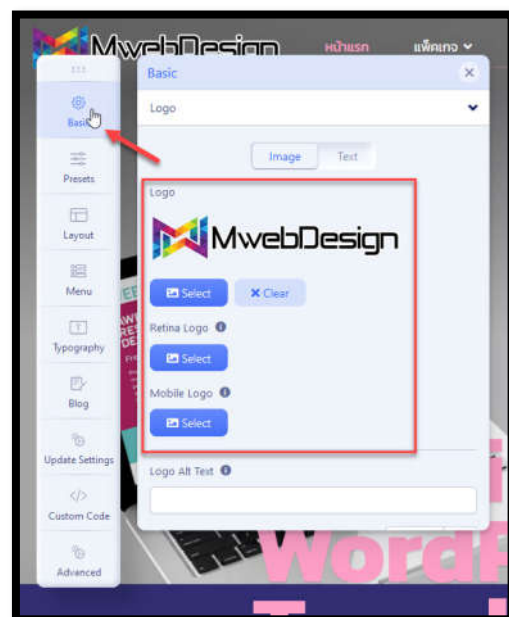 MwebDesign
หน้าแรก
แพ็คเกจ
Basic
Presets
Layout
Menu
Typography
Blog
Update Settings
Custom Code
Advanced
Basic
Logo
Image
Text
Logo
MwebDesign
Select
Clear
Retina Logo
Select
Mobile Logo
Select
Logo Alt Text